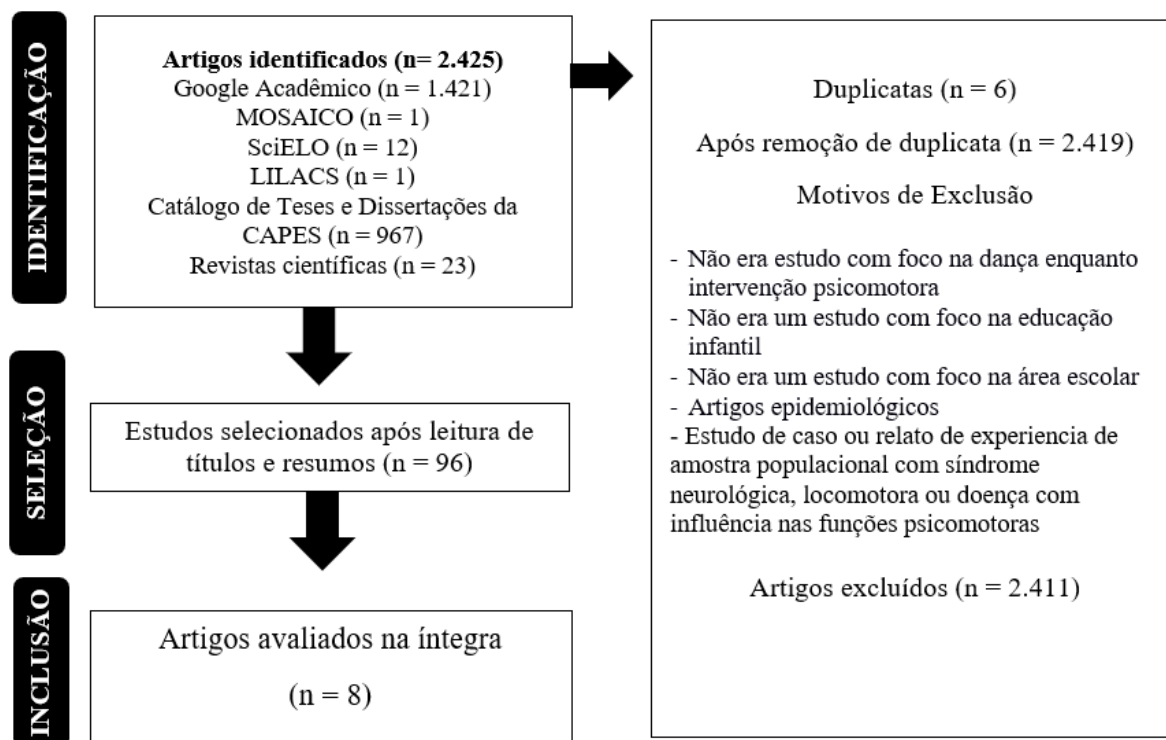 IDENTIFICAÇÃO
Artigos identificados (n= 2.425)
Google Acadêmico (n = 1.421)
MOSAICO (n = 1)
SciELO (n = 12)
LILACS (n = 1)
Catálogo de Teses e Dissertações da
CAPES (n = 967)
Revistas científicas (n = 23)
Duplicatas (n = 6)
Após remoção de duplicata (n = 2.419)
Motivos de Exclusão
- Não era estudo com foco na dança enquanto
intervenção psicomotora
- Não era um estudo com foco na educação
infantil
- Não era um estudo com foco na área escolar
- Artigos epidemiológicos
- Estudo de caso ou relato de experiencia de
amostra populacional com síndrome
neurológica, locomotora ou doença com
influência nas funções psicomotoras
Artigos excluídos (n = 2.411)
SELEÇÃO
Estudos selecionados após leitura de
títulos e resumos (n = 96)
INCLUSÃO
Artigos avaliados na íntegra
(n = 8)